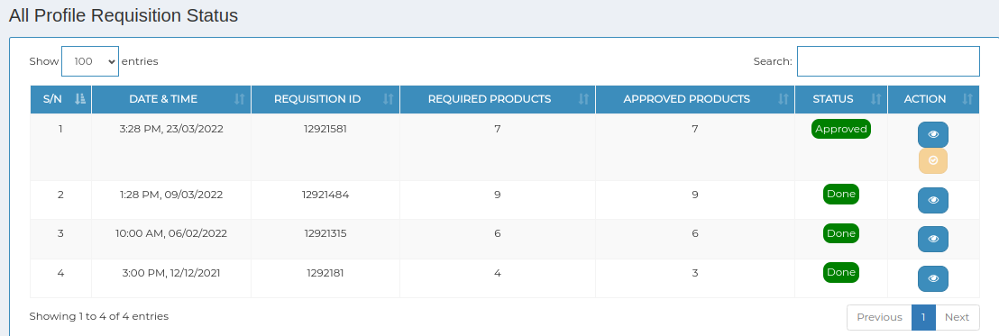 All Profile Requisition Status
Show 100 entries Search:
S/N DATE & TIME REQUISITION ID REQUIRED PRODUCTS APPROVED PRODUCTS STATUS ACTION
1 3:28 PM, 23/03/2022 12921581 7 7 Approved
2 1:28 PM, 09/03/2022 12921484 9 9 Done
3 10:00 AM, 06/02/2022 12921315 6 6 Done
4 3:00 PM, 12/12/2021 1292181 4 3 Done
Showing 1 to 4 of 4 entries Previous 1 Next